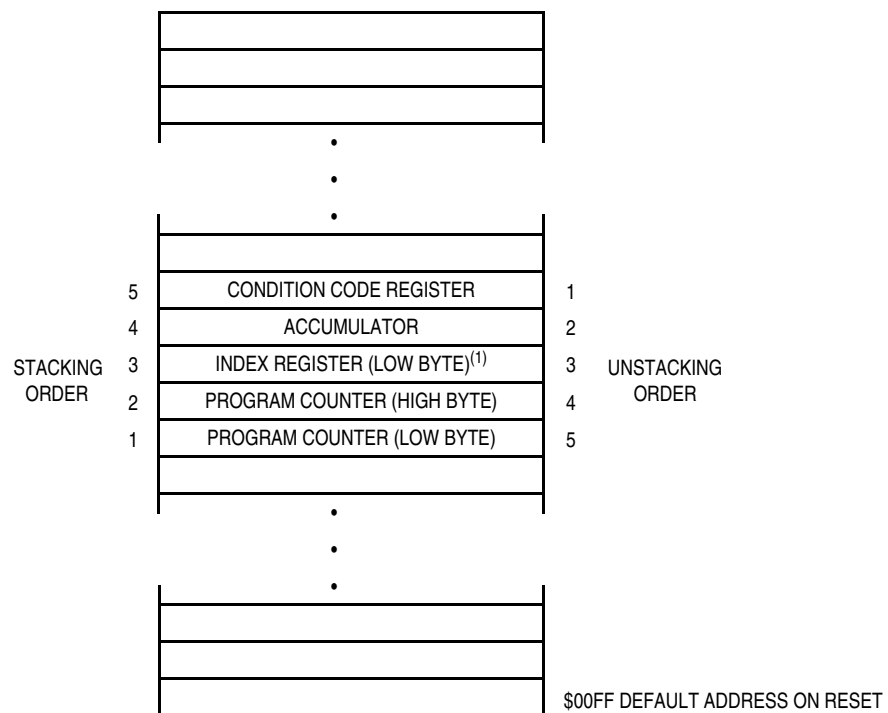 5 CONDITION CODE REGISTER 1
4 ACCUMULATOR 2
STACKING ORDER
3 INDEX REGISTER (LOW BYTE)(1) 3
UNSTACKING ORDER
2 PROGRAM COUNTER (HIGH BYTE) 4
1 PROGRAM COUNTER (LOW BYTE) 5
$00FF DEFAULT ADDRESS ON RESET